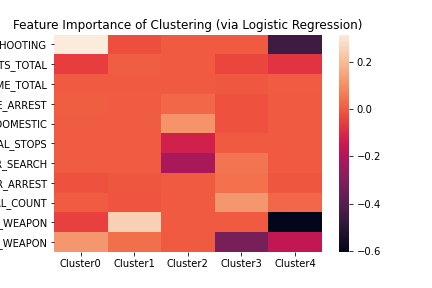 Feature Importance of Clustering (via Logistic Regression)
HOOTING
TS_TOTAL
ME_TOTAL
E_ARREST
DOMESTIC
AL_STOPS
R_SEARCH
R_ARREST
AL_COUNT
_WEAPON
_WEAPON
Cluster0 Cluster1 Cluster2 Cluster3 Cluster4
0.2
0.0
−0.2
−0.4
−0.6